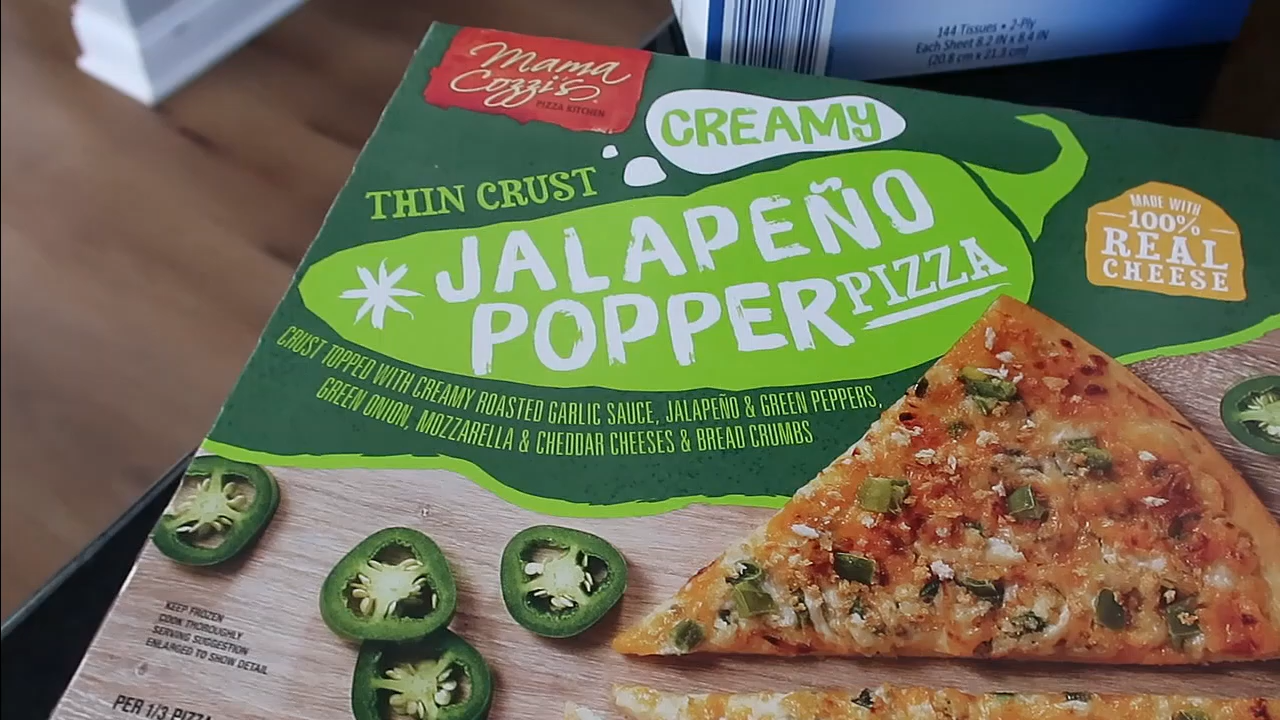 144 Tissues • 2-Ply
Each Sheet 8.2 IN x 8.4 IN
(20.8 cm x 21.3 cm)
Mama
Cozzi's
PIZZA KITCHEN
CREAMY
THIN CRUST
JALAPEÑO
POPPER PIZZA
MADE WITH
100%
REAL
CHEESE
CRUST TOPPED WITH CREAMY ROASTED GARLIC SAUCE, JALAPEÑO & GREEN PEPPERS,
GREEN ONION, MOZZARELLA & CHEDDAR CHEESES & BREAD CRUMBS
KEEP FROZEN
COOK THOROUGHLY
SERVING SUGGESTION
ENLARGED TO SHOW DETAIL
PER 1/3 PIZZA